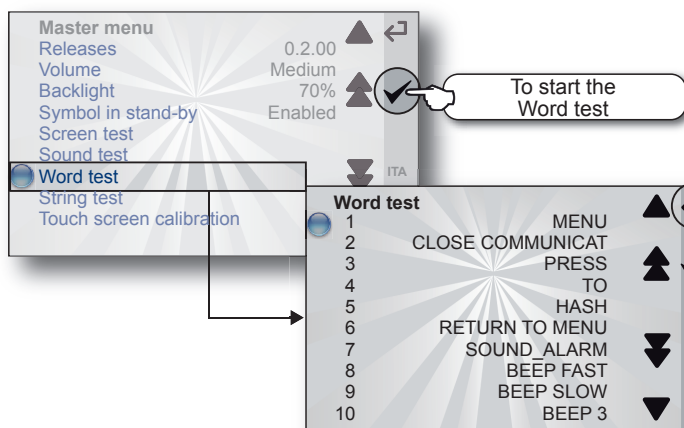 Master menu
Releases 0.2.00
Volume Medium
Backlight 70%
Symbol in stand-by Enabled
Screen test
Sound test
Word test
ITA
String test
Touch screen calibration
To start the
Word test
Word test
1 MENU
2 CLOSE COMMUNICAT
3 PRESS
4 TO
5 HASH
6 RETURN TO MENU
7 SOUND_ALARM
8 BEEP FAST
9 BEEP SLOW
10 BEEP 3